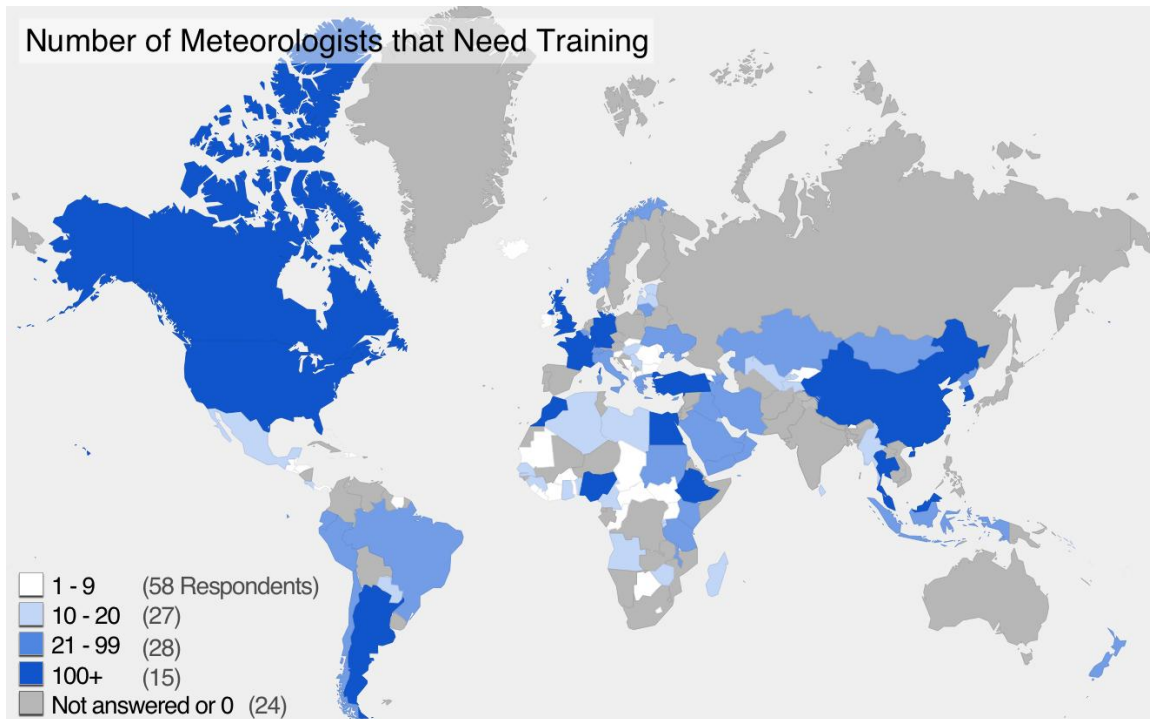 Number of Meteorologists that Need Training
1 - 9 (58 Respondents)
10 - 20 (27)
21 - 99 (28)
100+ (15)
Not answered or 0 (24)